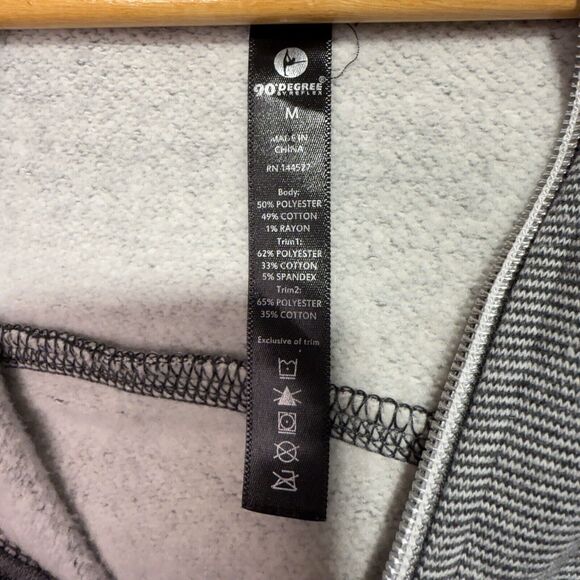 90°DEGREE®
BY REFLEX
M
MADE IN
CHINA
RN 144527
Body:
50% POLYESTER
49% COTTON
1% RAYON
Trim1:
62% POLYESTER
33% COTTON
5% SPANDEX
Trim2:
65% POLYESTER
35% COTTON
Exclusive of trim